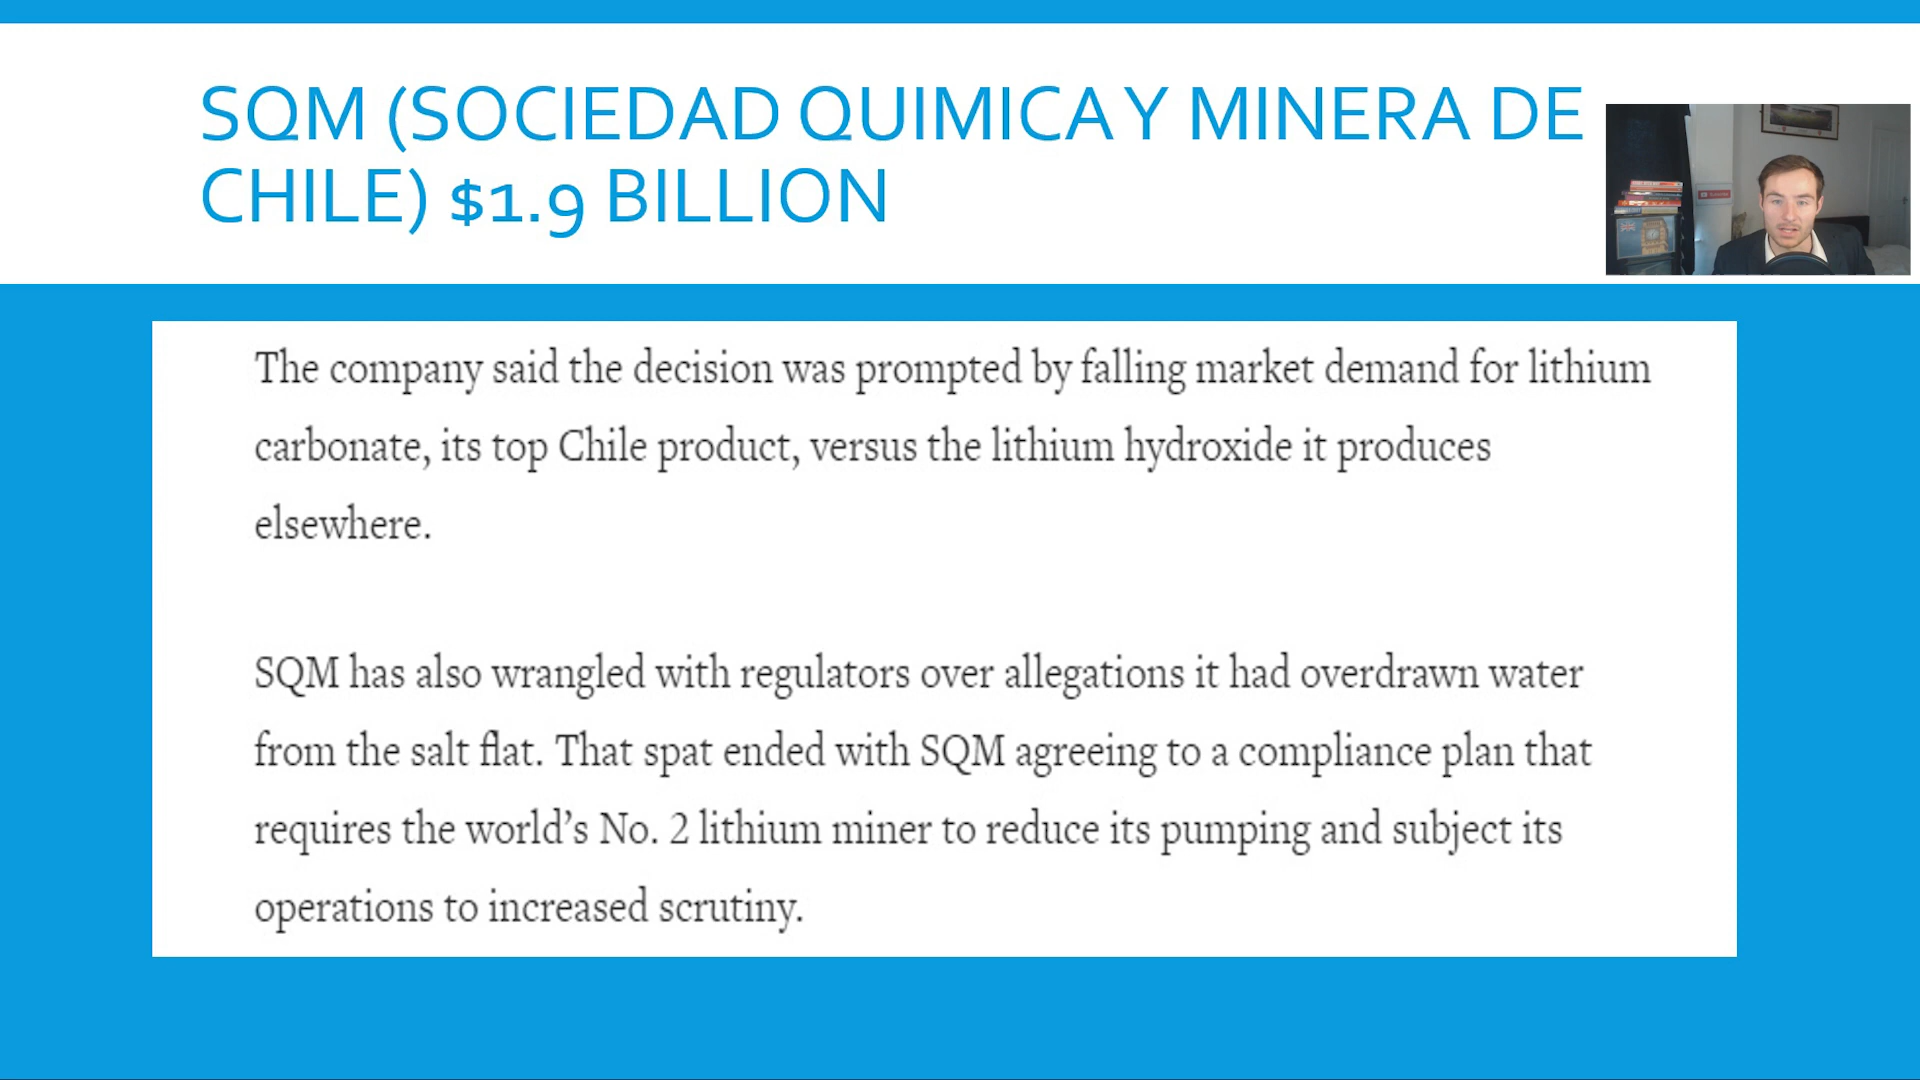 SQM (SOCIEDAD QUIMICA Y MINERA DE
CHILE) $1.9 BILLION
The company said the decision was prompted by falling market demand for lithium
carbonate, its top Chile product, versus the lithium hydroxide it produces
elsewhere.
SQM has also wrangled with regulators over allegations it had overdrawn water
from the salt flat. That spat ended with SQM agreeing to a compliance plan that
requires the world’s No. 2 lithium miner to reduce its pumping and subject its
operations to increased scrutiny.